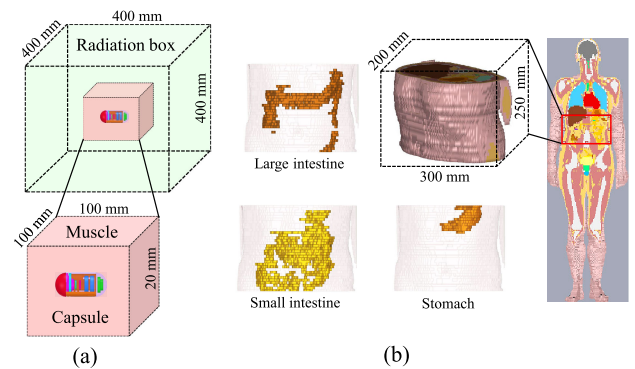 400 mm
400 mm
Radiation box
400 mm
100 mm
100 mm
Muscle
20 mm
Capsule
(a)
Large intestine
200 mm
250 mm
300 mm
Small intestine
Stomach
(b)